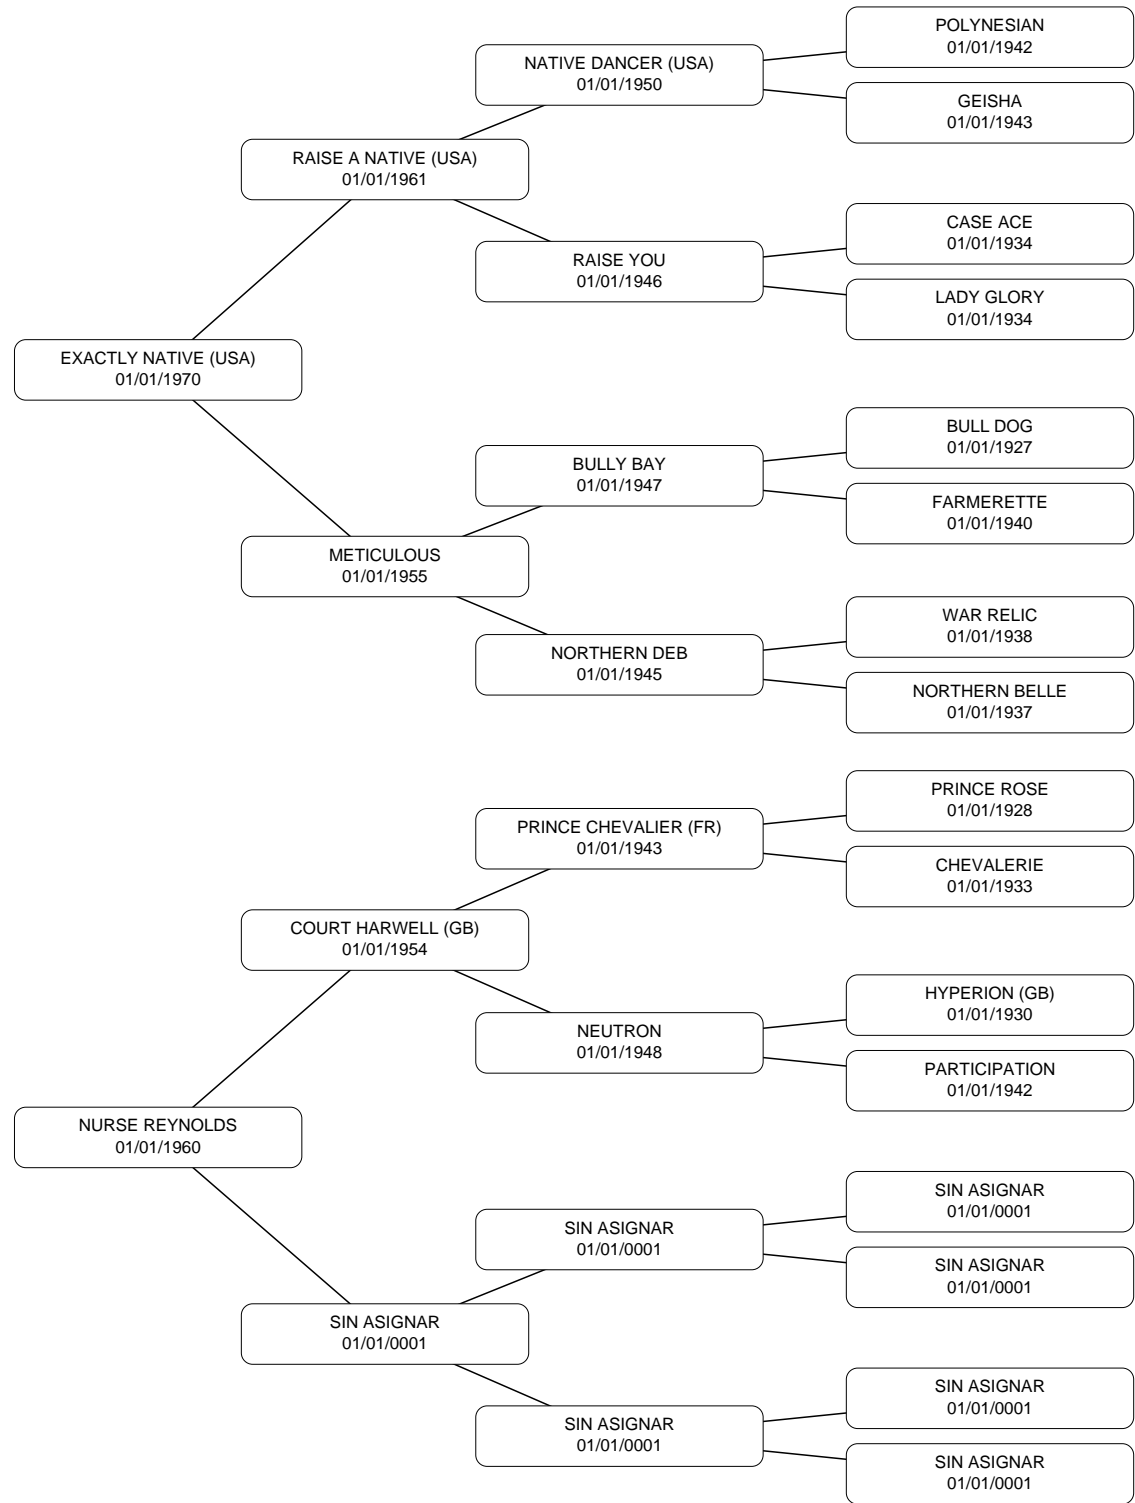 POLYNESIAN
01/01/1942
NATIVE DANCER (USA)
01/01/1950
GEISHA
01/01/1943
RAISE A NATIVE (USA)
01/01/1961
CASE ACE
01/01/1934
RAISE YOU
01/01/1946
LADY GLORY
01/01/1934
EXACTLY NATIVE (USA)
01/01/1970
BULL DOG
01/01/1927
BULLY BAY
01/01/1947
FARMERETTE
01/01/1940
METICULOUS
01/01/1955
WAR RELIC
01/01/1938
NORTHERN DEB
01/01/1945
NORTHERN BELLE
01/01/1937
PRINCE ROSE
01/01/1928
PRINCE CHEVALIER (FR)
01/01/1943
CHEVALERIE
01/01/1933
COURT HARWELL (GB)
01/01/1954
HYPERION (GB)
01/01/1930
NEUTRON
01/01/1948
PARTICIPATION
01/01/1942
NURSE REYNOLDS
01/01/1960
SIN ASIGNAR
01/01/0001
SIN ASIGNAR
01/01/0001
SIN ASIGNAR
01/01/0001
SIN ASIGNAR
01/01/0001
SIN ASIGNAR
01/01/0001
SIN ASIGNAR
01/01/0001
SIN ASIGNAR
01/01/0001